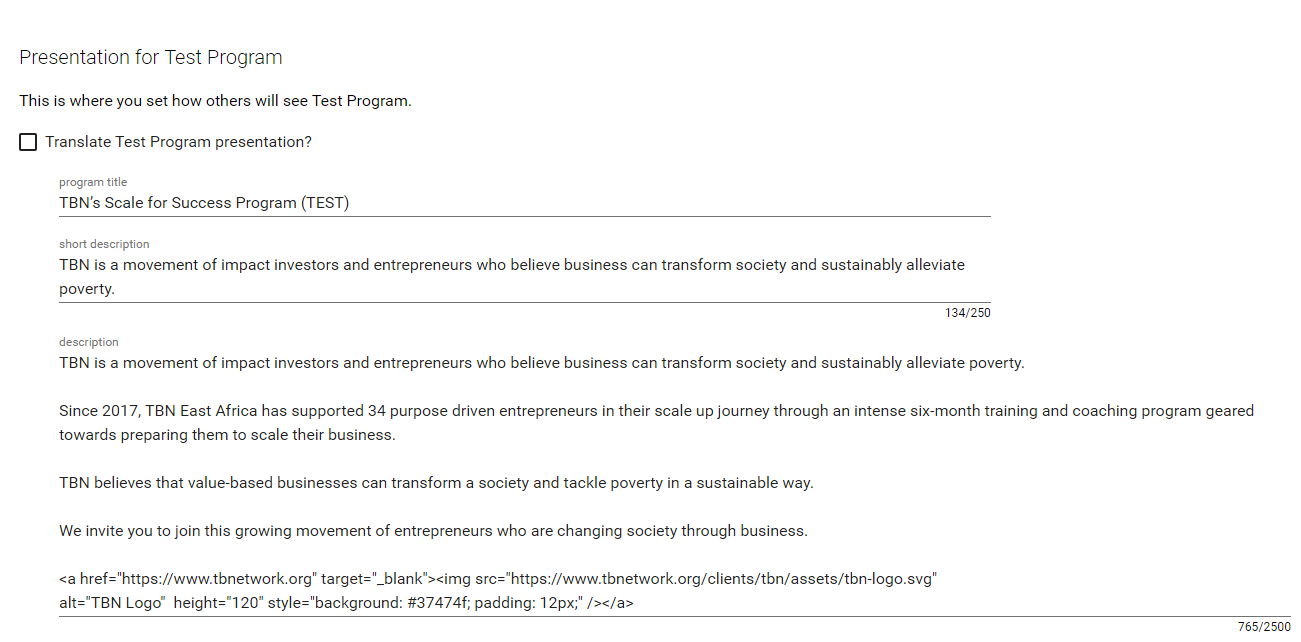 Presentation for Test Program
This is where you set how others will see Test Program.
Translate Test Program presentation?
program title
TBN’s Scale for Success Program (TEST)
short description
TBN is a movement of impact investors and entrepreneurs who believe business can transform society and sustainably alleviate
poverty.
134/250
description
TBN is a movement of impact investors and entrepreneurs who believe business can transform society and sustainably alleviate poverty.
Since 2017, TBN East Africa has supported 34 purpose driven entrepreneurs in their scale up journey through an intense six-month training and coaching program geared
towards preparing them to scale their business.
TBN believes that value-based businesses can transform a society and tackle poverty in a sustainable way.
We invite you to join this growing movement of entrepreneurs who are changing society through business.
<a href="https://www.tbnetwork.org" target="_blank"><img src="https://www.tbnetwork.org/clients/tbn/assets/tbn-logo.svg"
alt="TBN Logo"  height="120" style="background: #37474f; padding: 12px;" /></a>
765/2500